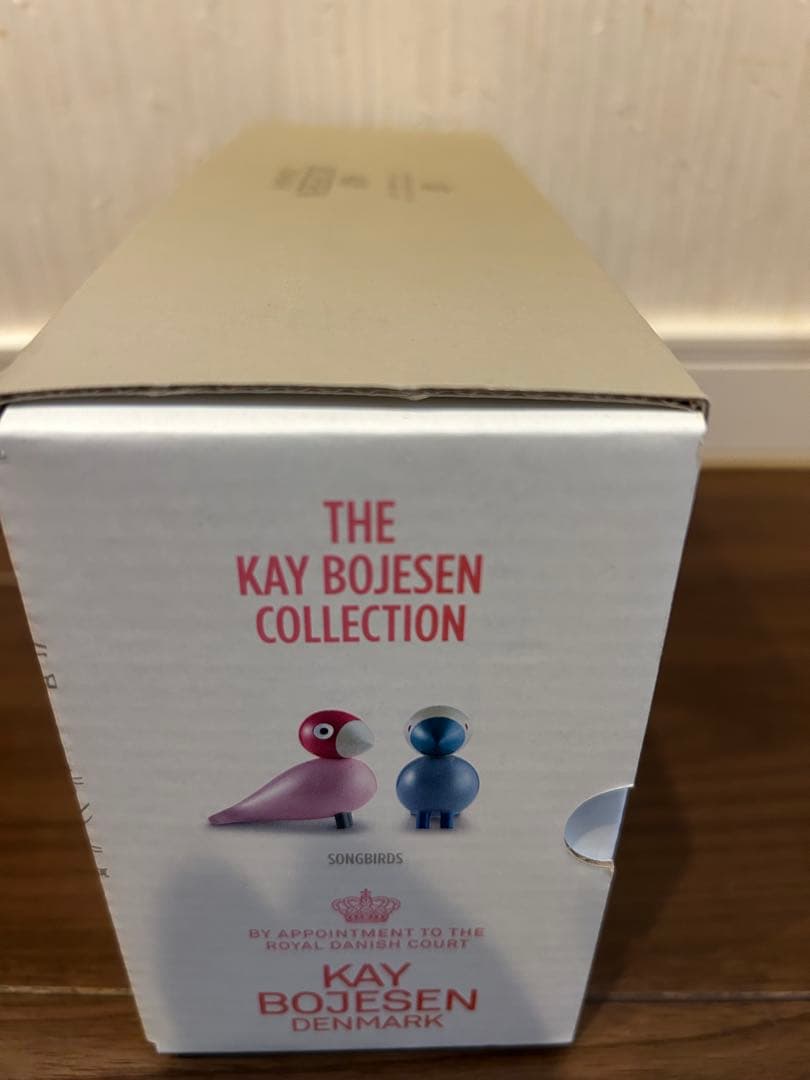 THE
KAY BOJESEN
COLLECTION
SONGBIRDS
BY APPOINTMENT TO THE
ROYAL DANISH COURT
KAY
BOJESEN
DENMARK